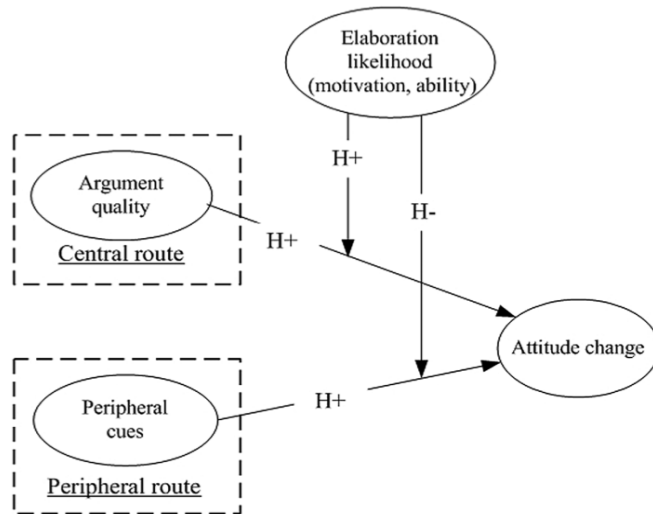 Elaboration
likelihood
(motivation, ability)
H+
H-
Argument
quality
Central route
H+
Attitude change
Peripheral
cues
Peripheral route
H+